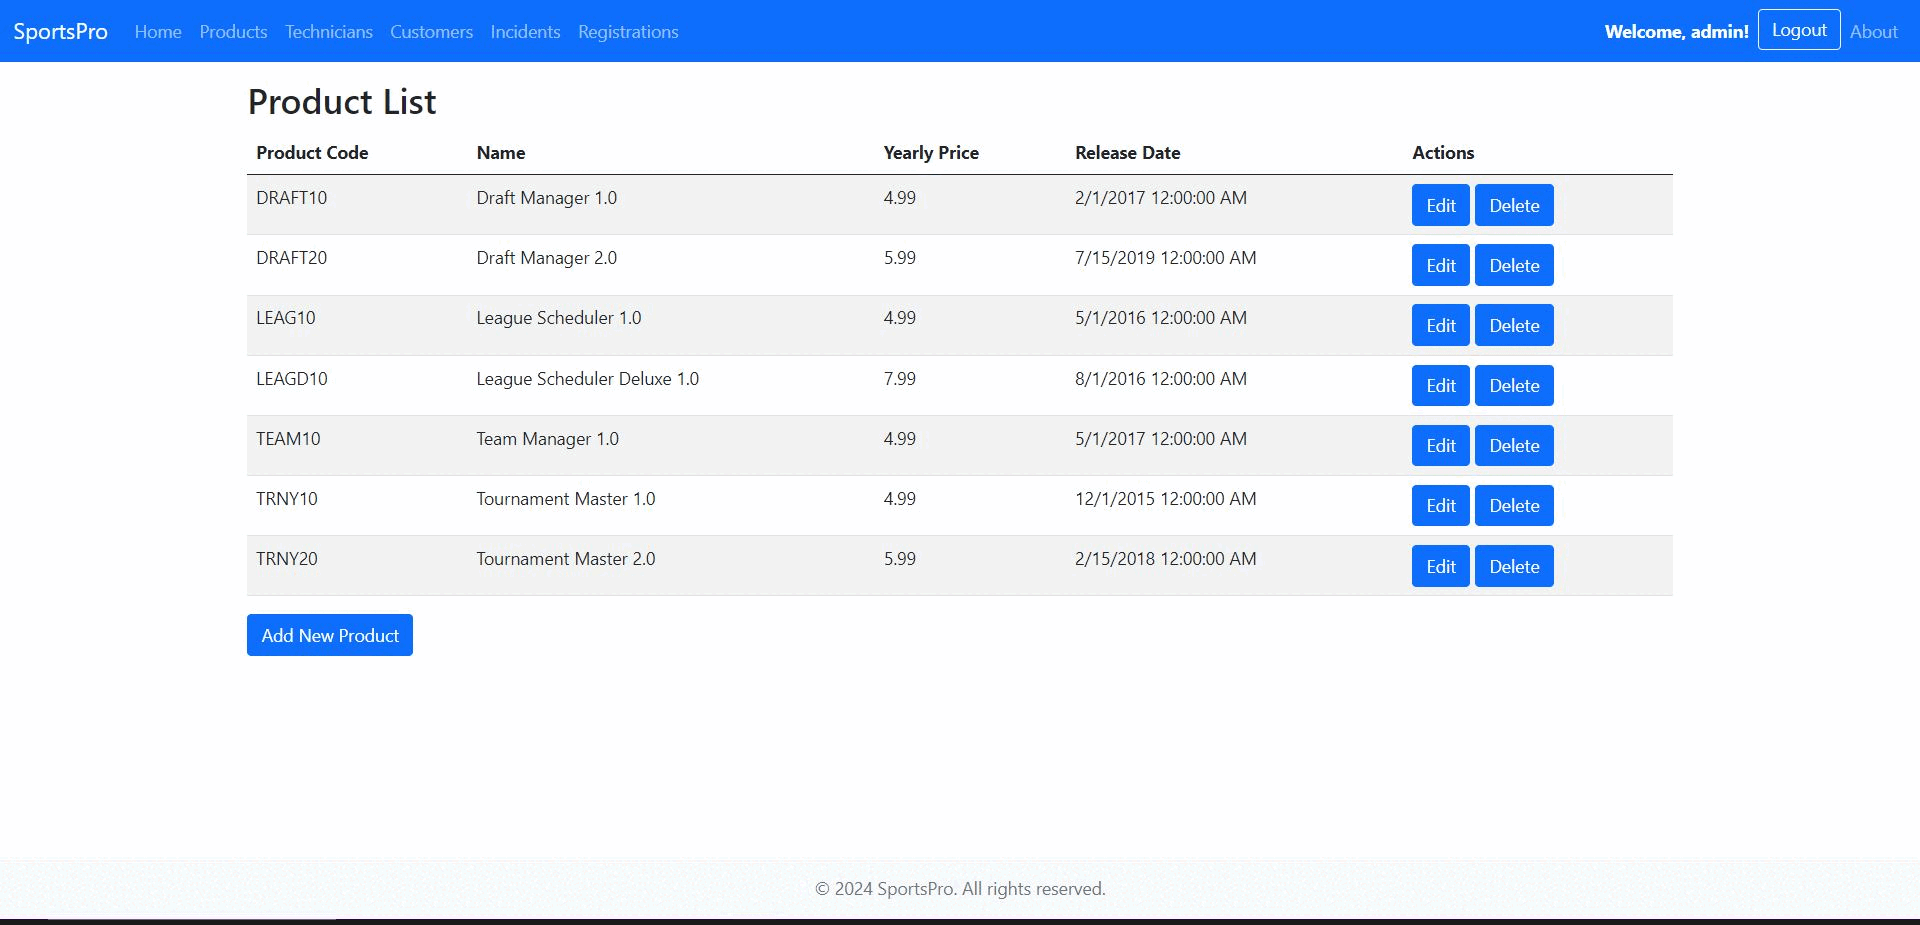 SportsPro Home Products Technicians Customers Incidents Registrations Welcome, admin! Logout About
Product List
Product Code Name Yearly Price Release Date Actions
DRAFT10 Draft Manager 1.0 4.99 2/1/2017 12:00:00 AM Edit Delete
DRAFT20 Draft Manager 2.0 5.99 7/15/2019 12:00:00 AM Edit Delete
LEAG10 League Scheduler 1.0 4.99 5/1/2016 12:00:00 AM Edit Delete
LEAGD10 League Scheduler Deluxe 1.0 7.99 8/1/2016 12:00:00 AM Edit Delete
TEAM10 Team Manager 1.0 4.99 5/1/2017 12:00:00 AM Edit Delete
TRNY10 Tournament Master 1.0 4.99 12/1/2015 12:00:00 AM Edit Delete
TRNY20 Tournament Master 2.0 5.99 2/15/2018 12:00:00 AM Edit Delete
Add New Product
© 2024 SportsPro. All rights reserved.